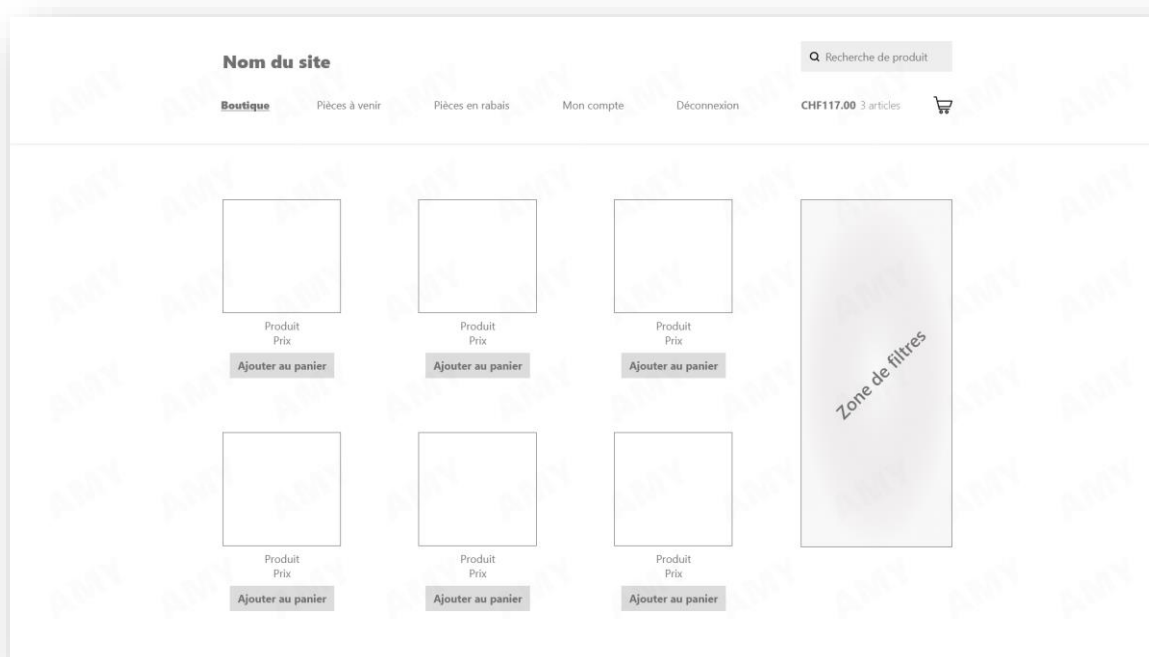 Nom du site
Recherche de produit
Boutique Pièces à venir Pièces en rabais Mon compte Déconnexion CHF117.00 3 articles
Produit Produit Produit
Prix Prix Prix
Ajouter au panier Ajouter au panier Ajouter au panier
Zone de filtres
Produit Produit Produit
Prix Prix Prix
Ajouter au panier Ajouter au panier Ajouter au panier